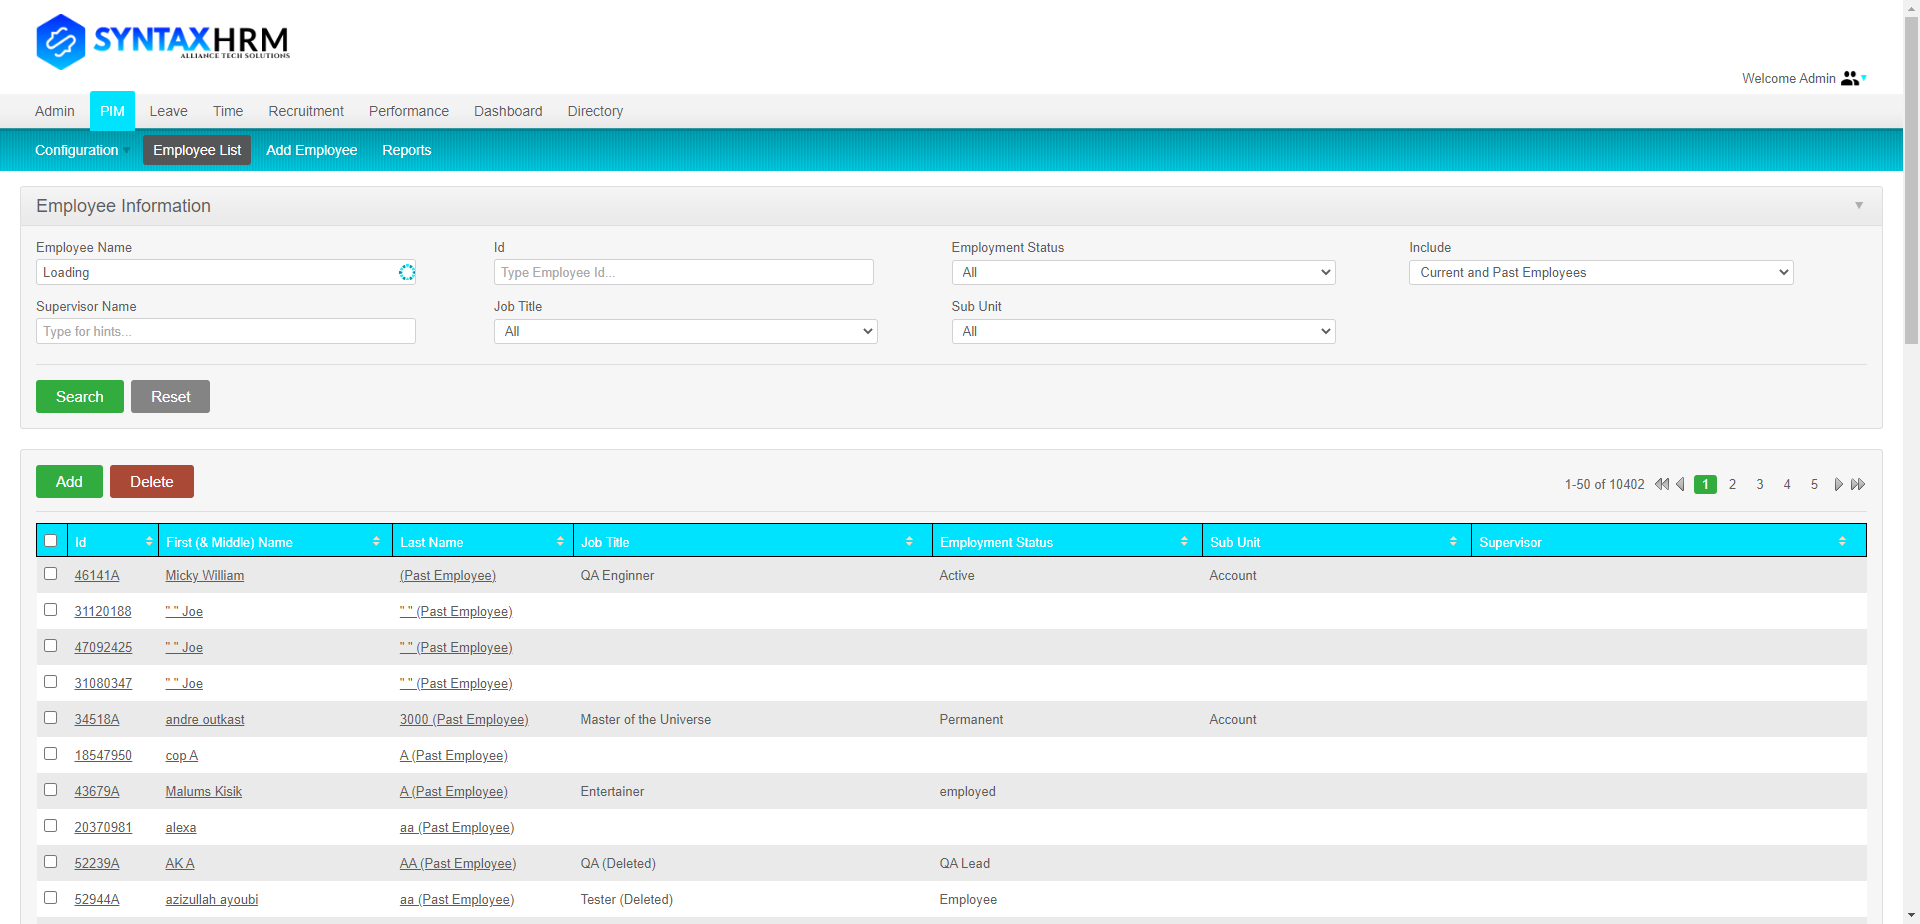 SYNTAXHRM
ALLIANCE TECH SOLUTIONS
Welcome Admin
Admin PIM Leave Time Recruitment Performance Dashboard Directory
Configuration Employee List Add Employee Reports
Employee Information
Employee Name Id Employment Status Include
Loading Type Employee Id... All Current and Past Employees
Supervisor Name Job Title Sub Unit
Type for hints... All All
Search Reset
Add Delete 1-50 of 10402 1 2 3 4 5
Id First (& Middle) Name Last Name Job Title Employment Status Sub Unit Supervisor
46141A Micky William (Past Employee) QA Enginner Active Account
31120188 " " Joe " " (Past Employee)
47092425 " " Joe " " (Past Employee)
31080347 " " Joe " " (Past Employee)
34518A andre outkast 3000 (Past Employee) Master of the Universe Permanent Account
18547950 cop A A (Past Employee)
43679A Malums Kisik A (Past Employee) Entertainer employed
20370981 alexa aa (Past Employee)
52239A AK A AA (Past Employee) QA (Deleted) QA Lead
52944A azizullah ayoubi aa (Past Employee) Tester (Deleted) Employee